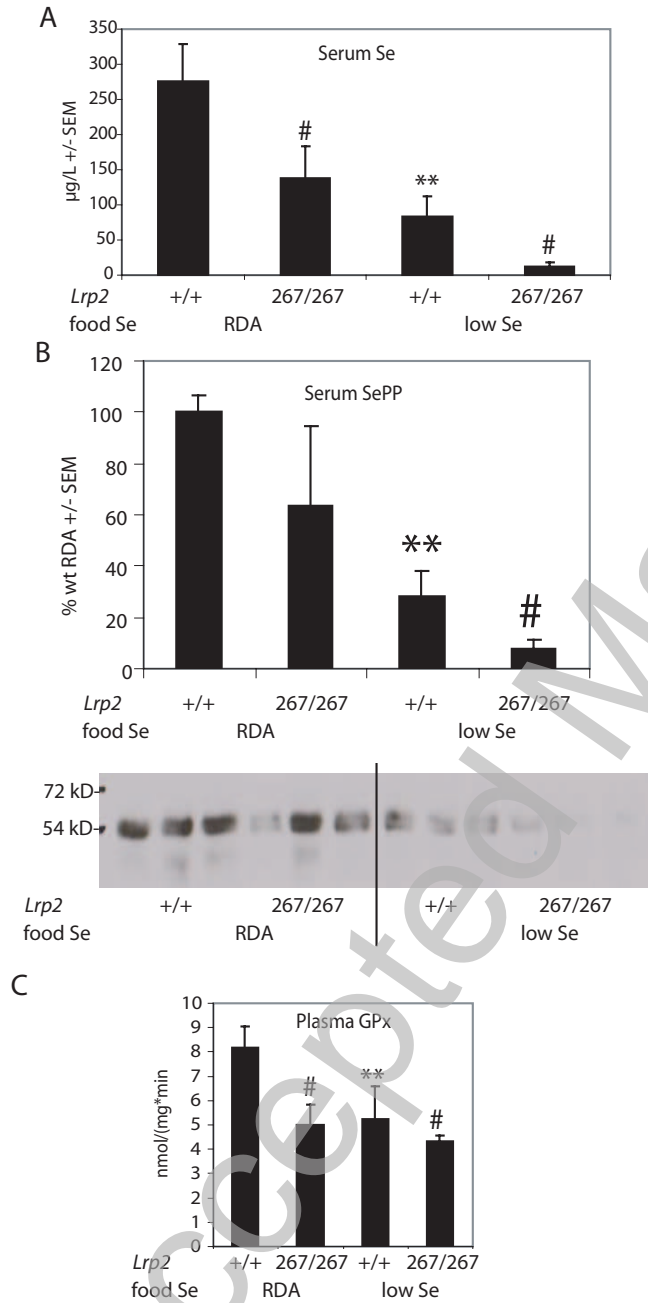 A
Serum Se
350
300
250
200
150
100
50
0
µg/L +/- SEM
#
**
#
Lrp2 +/+ 267/267 +/+ 267/267
food Se RDA low Se
B
Serum SePP
120
100
80
60
40
20
0
% wt RDA +/- SEM
**
#
Lrp2 +/+ 267/267 +/+ 267/267
food Se RDA low Se
72 kD
54 kD
Lrp2 +/+ 267/267 +/+ 267/267
food Se RDA low Se
C
Plasma GPx
10
9
8
7
6
5
4
3
2
1
0
nmol/(mg*min
#
**
#
Lrp2 +/+ 267/267 +/+ 267/267
food Se RDA low Se
ccepted M